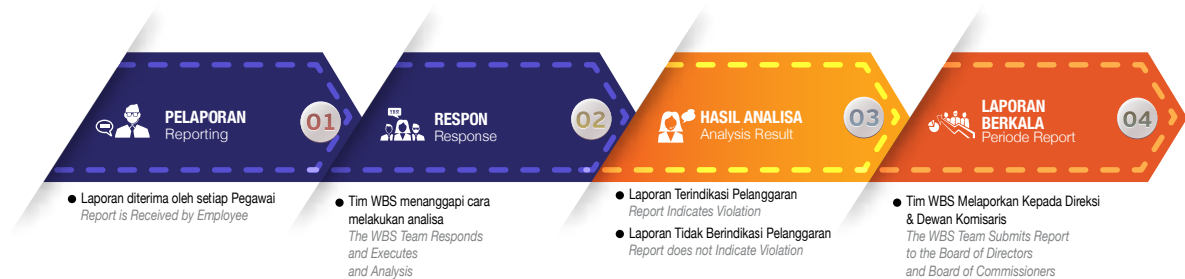 PELAPORAN
Reporting
01
Laporan diterima oleh setiap Pegawai
Report is Received by Employee
RESPON
Response
02
Tim WBS menanggapi cara
melakukan analisa
The WBS Team Responds
and Executes
and Analysis
HASIL ANALISA
Analysis Result
03
Laporan Terindikasi Pelanggaran
Report Indicates Violation
Laporan Tidak Berindikasi Pelanggaran
Report does not Indicate Violation
LAPORAN
BERKALA
Periode Report
04
Tim WBS Melaporkan Kepada Direksi
& Dewan Komisaris
The WBS Team Submits Report
to the Board of Directors
and Board of Commissioners